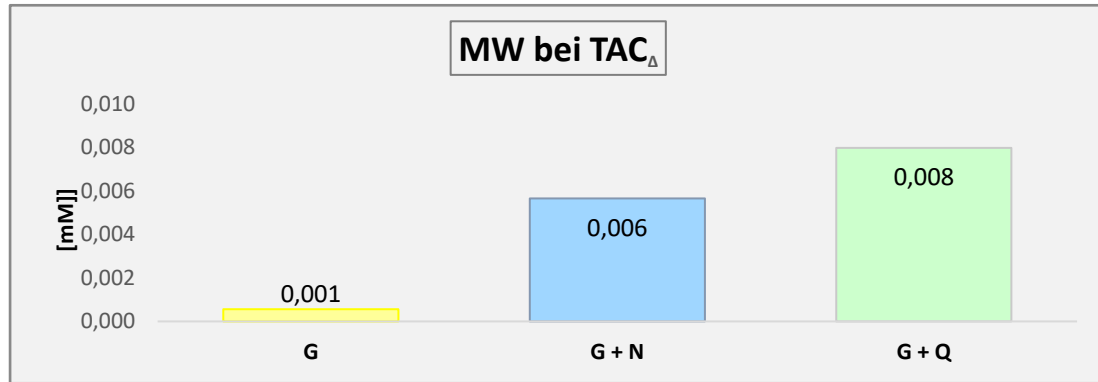 MW bei TAC△
[mM]]
0,010
0,008
0,006
0,004
0,002
0,000
0,001
0,006
0,008
G
G + N
G + Q